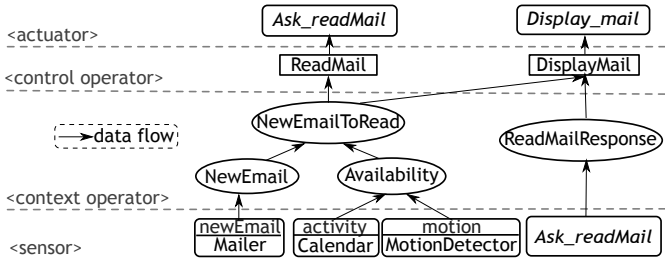 Ask_readMail
Display_mail
<actuator>
ReadMail
DisplayMail
<control operator>
NewEmailToRead
data flow
ReadMailResponse
NewEmail
Availability
<context operator>
newEmail
activity
motion
Mailer
Calendar
MotionDetector
Ask_readMail
<sensor>